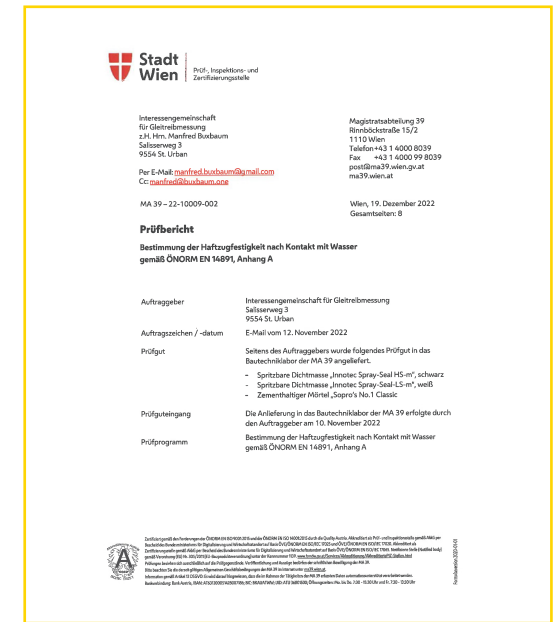 Stadt
Wien
Prüf-, Inspektions- und
Zertifizierungsstelle
Interessengemeinschaft
für Gleitreibmessung
z.H. Hrn. Manfred Buxbaum
Salisserweg 3
9554 St. Urban
Per E-Mail: manfred.buxbaum@gmail.com
Cc: manfred@buxbaum.one
Magistratsabteilung 39
Rinnböckstraße 15/2
1110 Wien
Telefon+43 1 4000 8039
Fax +43 1 4000 99 8039
post@ma39.wien.gv.at
ma39.wien.at
MA 39 – 22-10009-002
Wien, 19. Dezember 2022
Gesamtseiten: 8
Prüfbericht
Bestimmung der Haftzugfestigkeit nach Kontakt mit Wasser
gemäß ÖNORM EN 14891, Anhang A
Auftraggeber
Interessengemeinschaft für Gleitreibmessung
Salisserweg 3
9554 St. Urban
Auftragszeichen / -datum
E-Mail vom 12. November 2022
Prüfgut
Seitens des Auftraggebers wurde folgendes Prüfgut in das
Bautechniklabor der MA 39 angeliefert.
- Spritzbare Dichtmasse „Innotec Spray-Seal HS-m", schwarz
- Spritzbare Dichtmasse „Innotec Spray-Seal-LS-m", weiß
- Zementhaltiger Mörtel „Sopro's No.1 Classic
Prüfguteingang
Die Anlieferung in das Bautechniklabor der MA 39 erfolgte durch
den Auftraggeber am 10. November 2022
Prüfprogramm
Bestimmung der Haftzugfestigkeit nach Kontakt mit Wasser
gemäß ÖNORM EN 14891, Anhang A